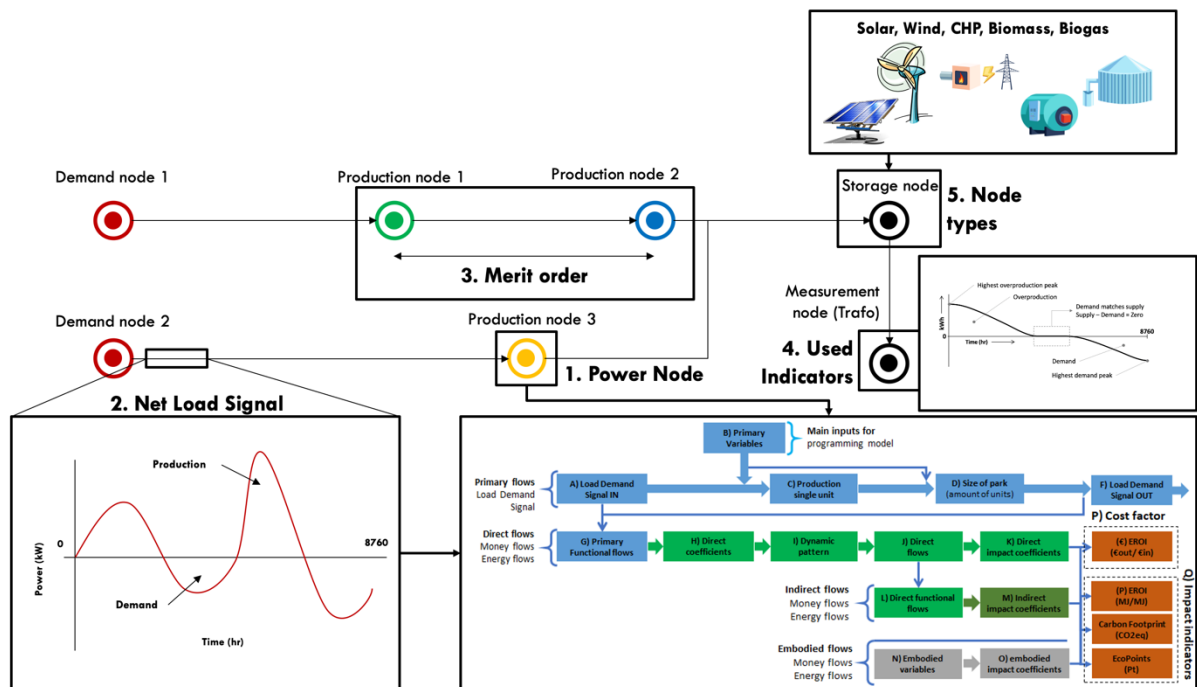 Solar, Wind, CHP, Biomass, Biogas
Demand node 1
Production node 1
Production node 2
Storage node
5. Node
types
3. Merit order
Measurement
node (Trafo)
4. Used
Indicators
Highest overproduction peak
Overproduction
Demand matches supply
Supply – Demand = Zero
kWh
8760
0
Time (hr)
Demand
Highest demand peak
Demand node 2
Production node 3
1. Power Node
2. Net Load Signal
Production
0
8760
Power (kW)
Demand
Time (hr)
B) Primary
Variables
Main inputs for
programming model
Primary flows
Load Demand
Signal
A) Load Demand
Signal IN
C) Production
single unit
D) Size of park
(amount of units)
F) Load Demand
Signal OUT
P) Cost factor
Direct flows
Money flows
Energy flows
G) Primary
Functional flows
H) Direct
coefficients
I) Dynamic
pattern
J) Direct
flows
K) Direct
impact coefficients
(€) EROI
(€out/ €in)
Indirect flows
Money flows
Energy flows
L) Direct functional
flows
M) Indirect
impact coefficients
(P) EROI
(MJ/MJ)
Carbon Footprint
(CO2eq)
EcoPoints
(Pt)
Q) Impact indicators
Embodied flows
Money flows
Energy flows
N) Embodied
variables
O) embodied
impact coefficients